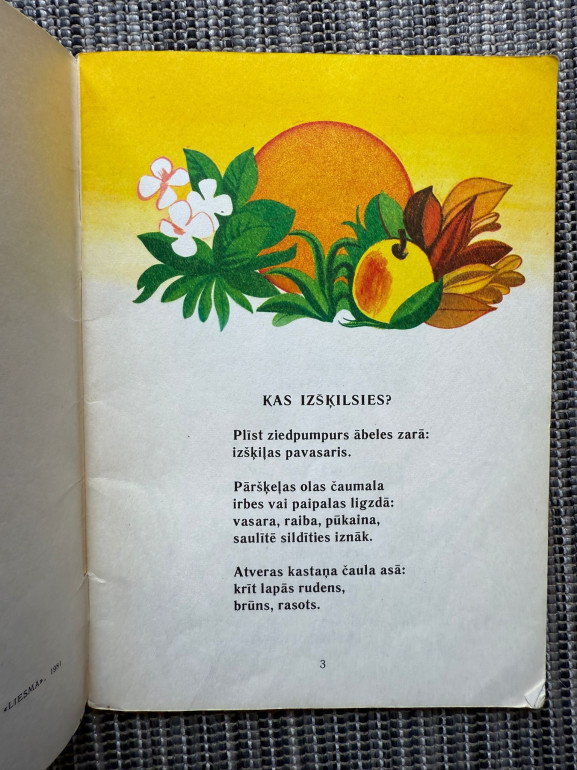 KAS IZŠĶILSIES?
Plīst ziedpumpurs ābeles zarā:
izšķiļas pavasaris.
Pāršķeļas olas čaumala
irbes vai paipalas ligzdā:
vasara, raiba, pūkaina,
saulītē sildīties iznāk.
Atveras kastaņa čaula asā:
krīt lapās rudens,
brūns, rasots.
3
«LIESMA», 1981